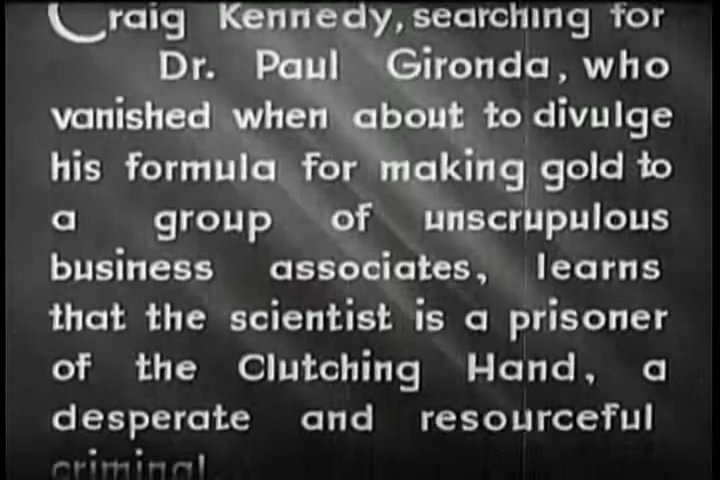 Craig Kennedy, searching for
Dr. Paul Gironda, who
vanished when about to divulge
his formula for making gold to
a group of unscrupulous
business associates, learns
that the scientist is a prisoner
of the Clutching Hand, a
desperate and resourceful
criminal.